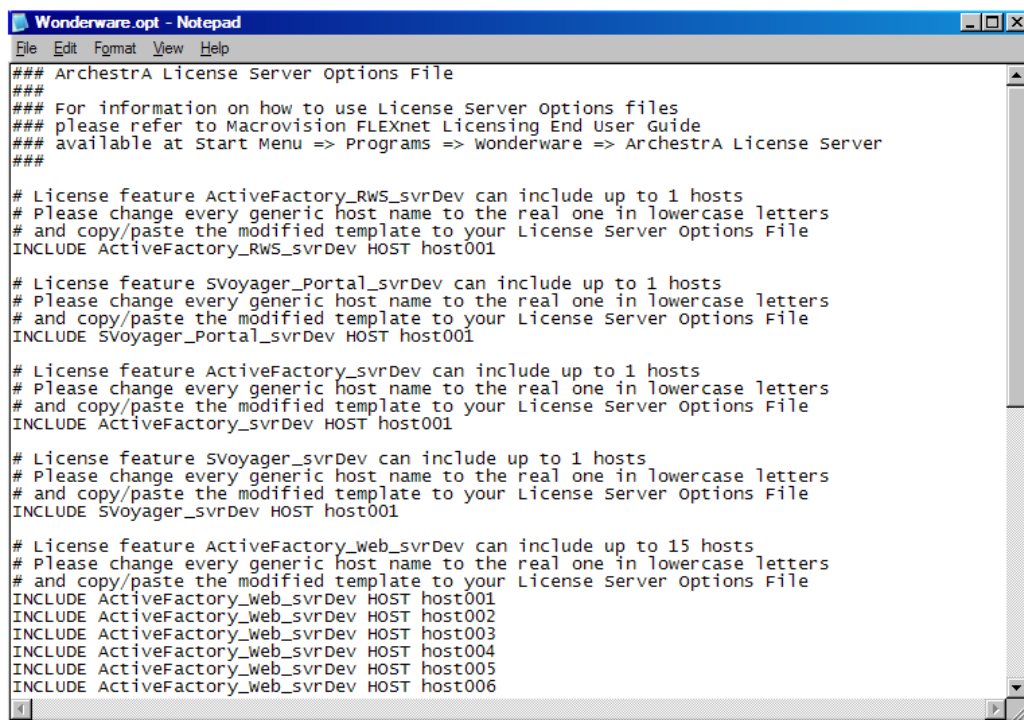 Wonderware.opt - Notepad
File Edit Format View Help
### ArchestrA License Server Options File
###
### For information on how to use License Server Options files
### please refer to Macrovision FLEXnet Licensing End User Guide
### available at Start Menu => Programs => Wonderware => ArchestrA License Server
###
# License feature ActiveFactory_RWS_svrDev can include up to 1 hosts
# Please change every generic host name to the real one in lowercase letters
# and copy/paste the modified template to your License Server Options File
INCLUDE ActiveFactory_RWS_svrDev HOST host001
# License feature SVoyager_Portal_svrDev can include up to 1 hosts
# Please change every generic host name to the real one in lowercase letters
# and copy/paste the modified template to your License Server Options File
INCLUDE SVoyager_Portal_svrDev HOST host001
# License feature ActiveFactory_svrDev can include up to 1 hosts
# Please change every generic host name to the real one in lowercase letters
# and copy/paste the modified template to your License Server Options File
INCLUDE ActiveFactory_svrDev HOST host001
# License feature SVoyager_svrDev can include up to 1 hosts
# Please change every generic host name to the real one in lowercase letters
# and copy/paste the modified template to your License Server Options File
INCLUDE SVoyager_svrDev HOST host001
# License feature ActiveFactory_Web_svrDev can include up to 15 hosts
# Please change every generic host name to the real one in lowercase letters
# and copy/paste the modified template to your License Server Options File
INCLUDE ActiveFactory_Web_svrDev HOST host001
INCLUDE ActiveFactory_Web_svrDev HOST host002
INCLUDE ActiveFactory_Web_svrDev HOST host003
INCLUDE ActiveFactory_Web_svrDev HOST host004
INCLUDE ActiveFactory_Web_svrDev HOST host005
INCLUDE ActiveFactory_Web_svrDev HOST host006